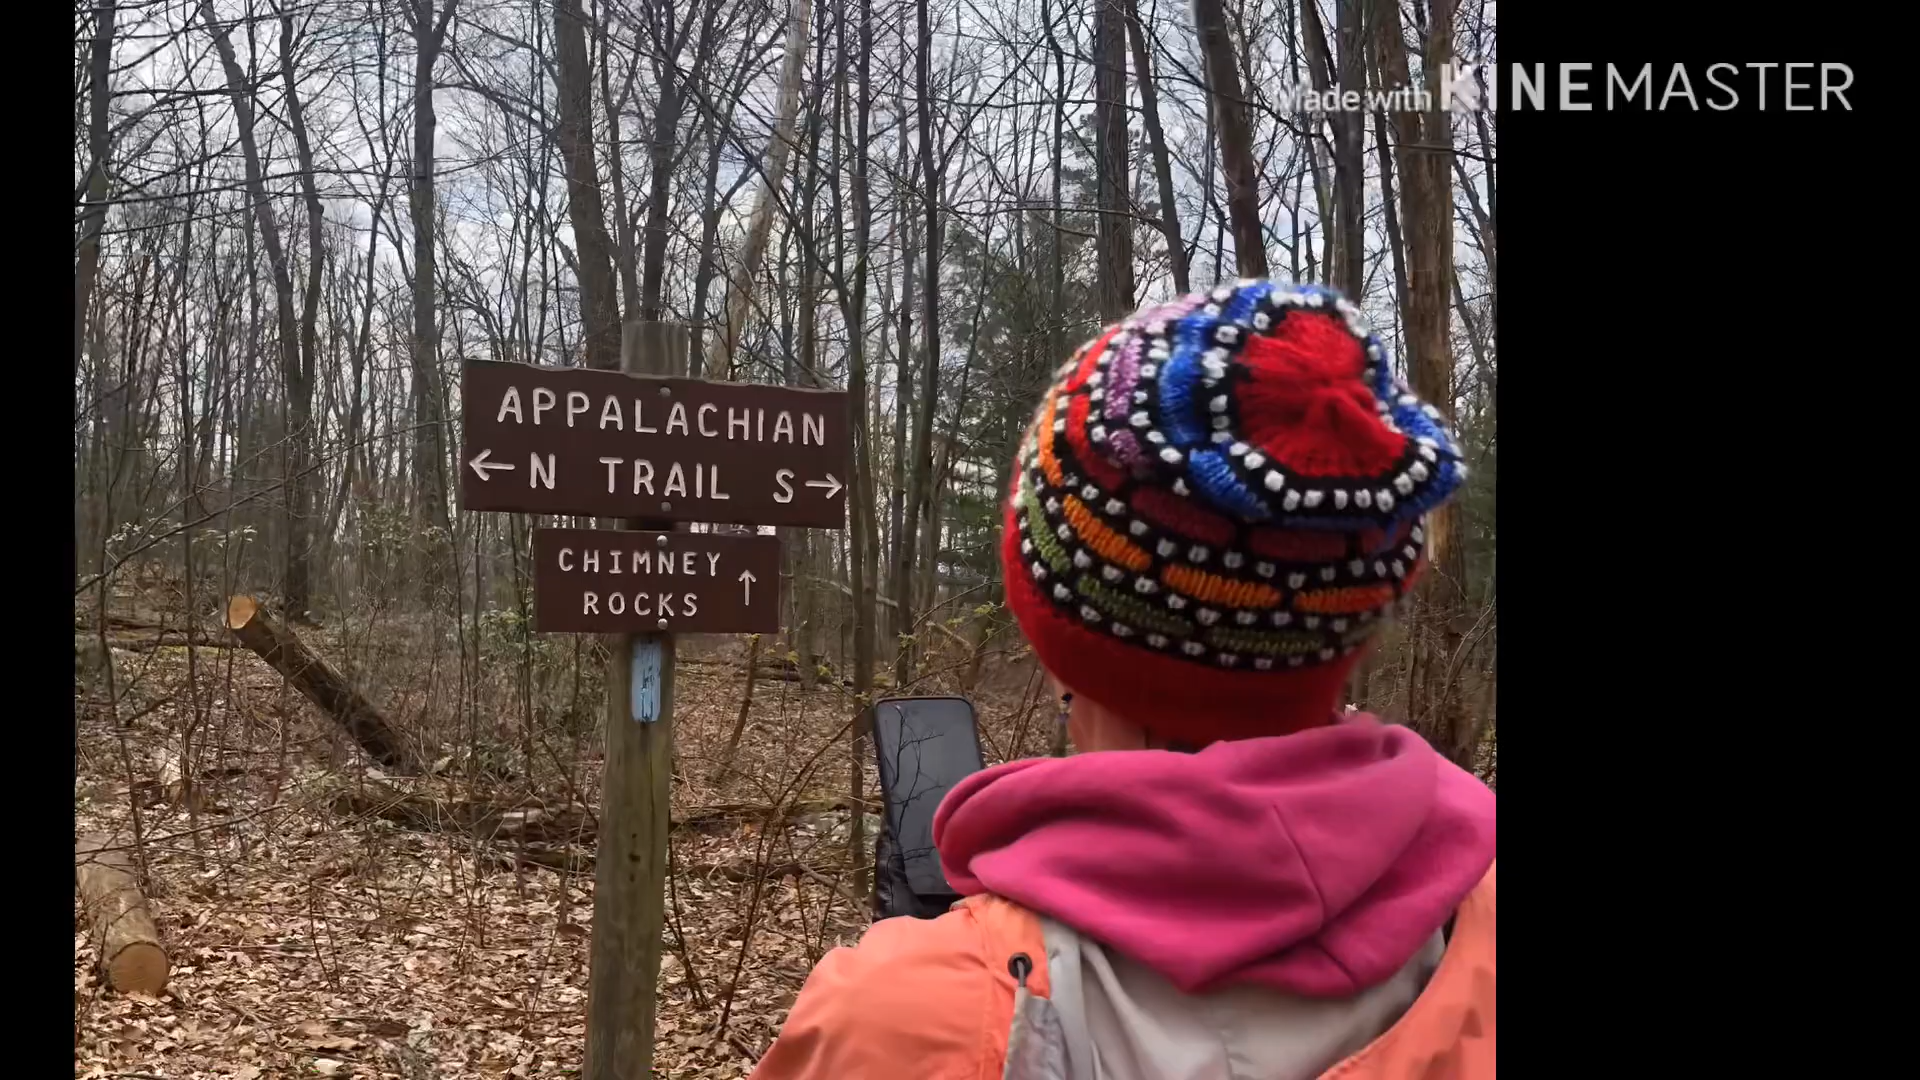 Made with KINEMASTER
APPALACHIAN
← N TRAIL S →
CHIMNEY ↑
ROCKS